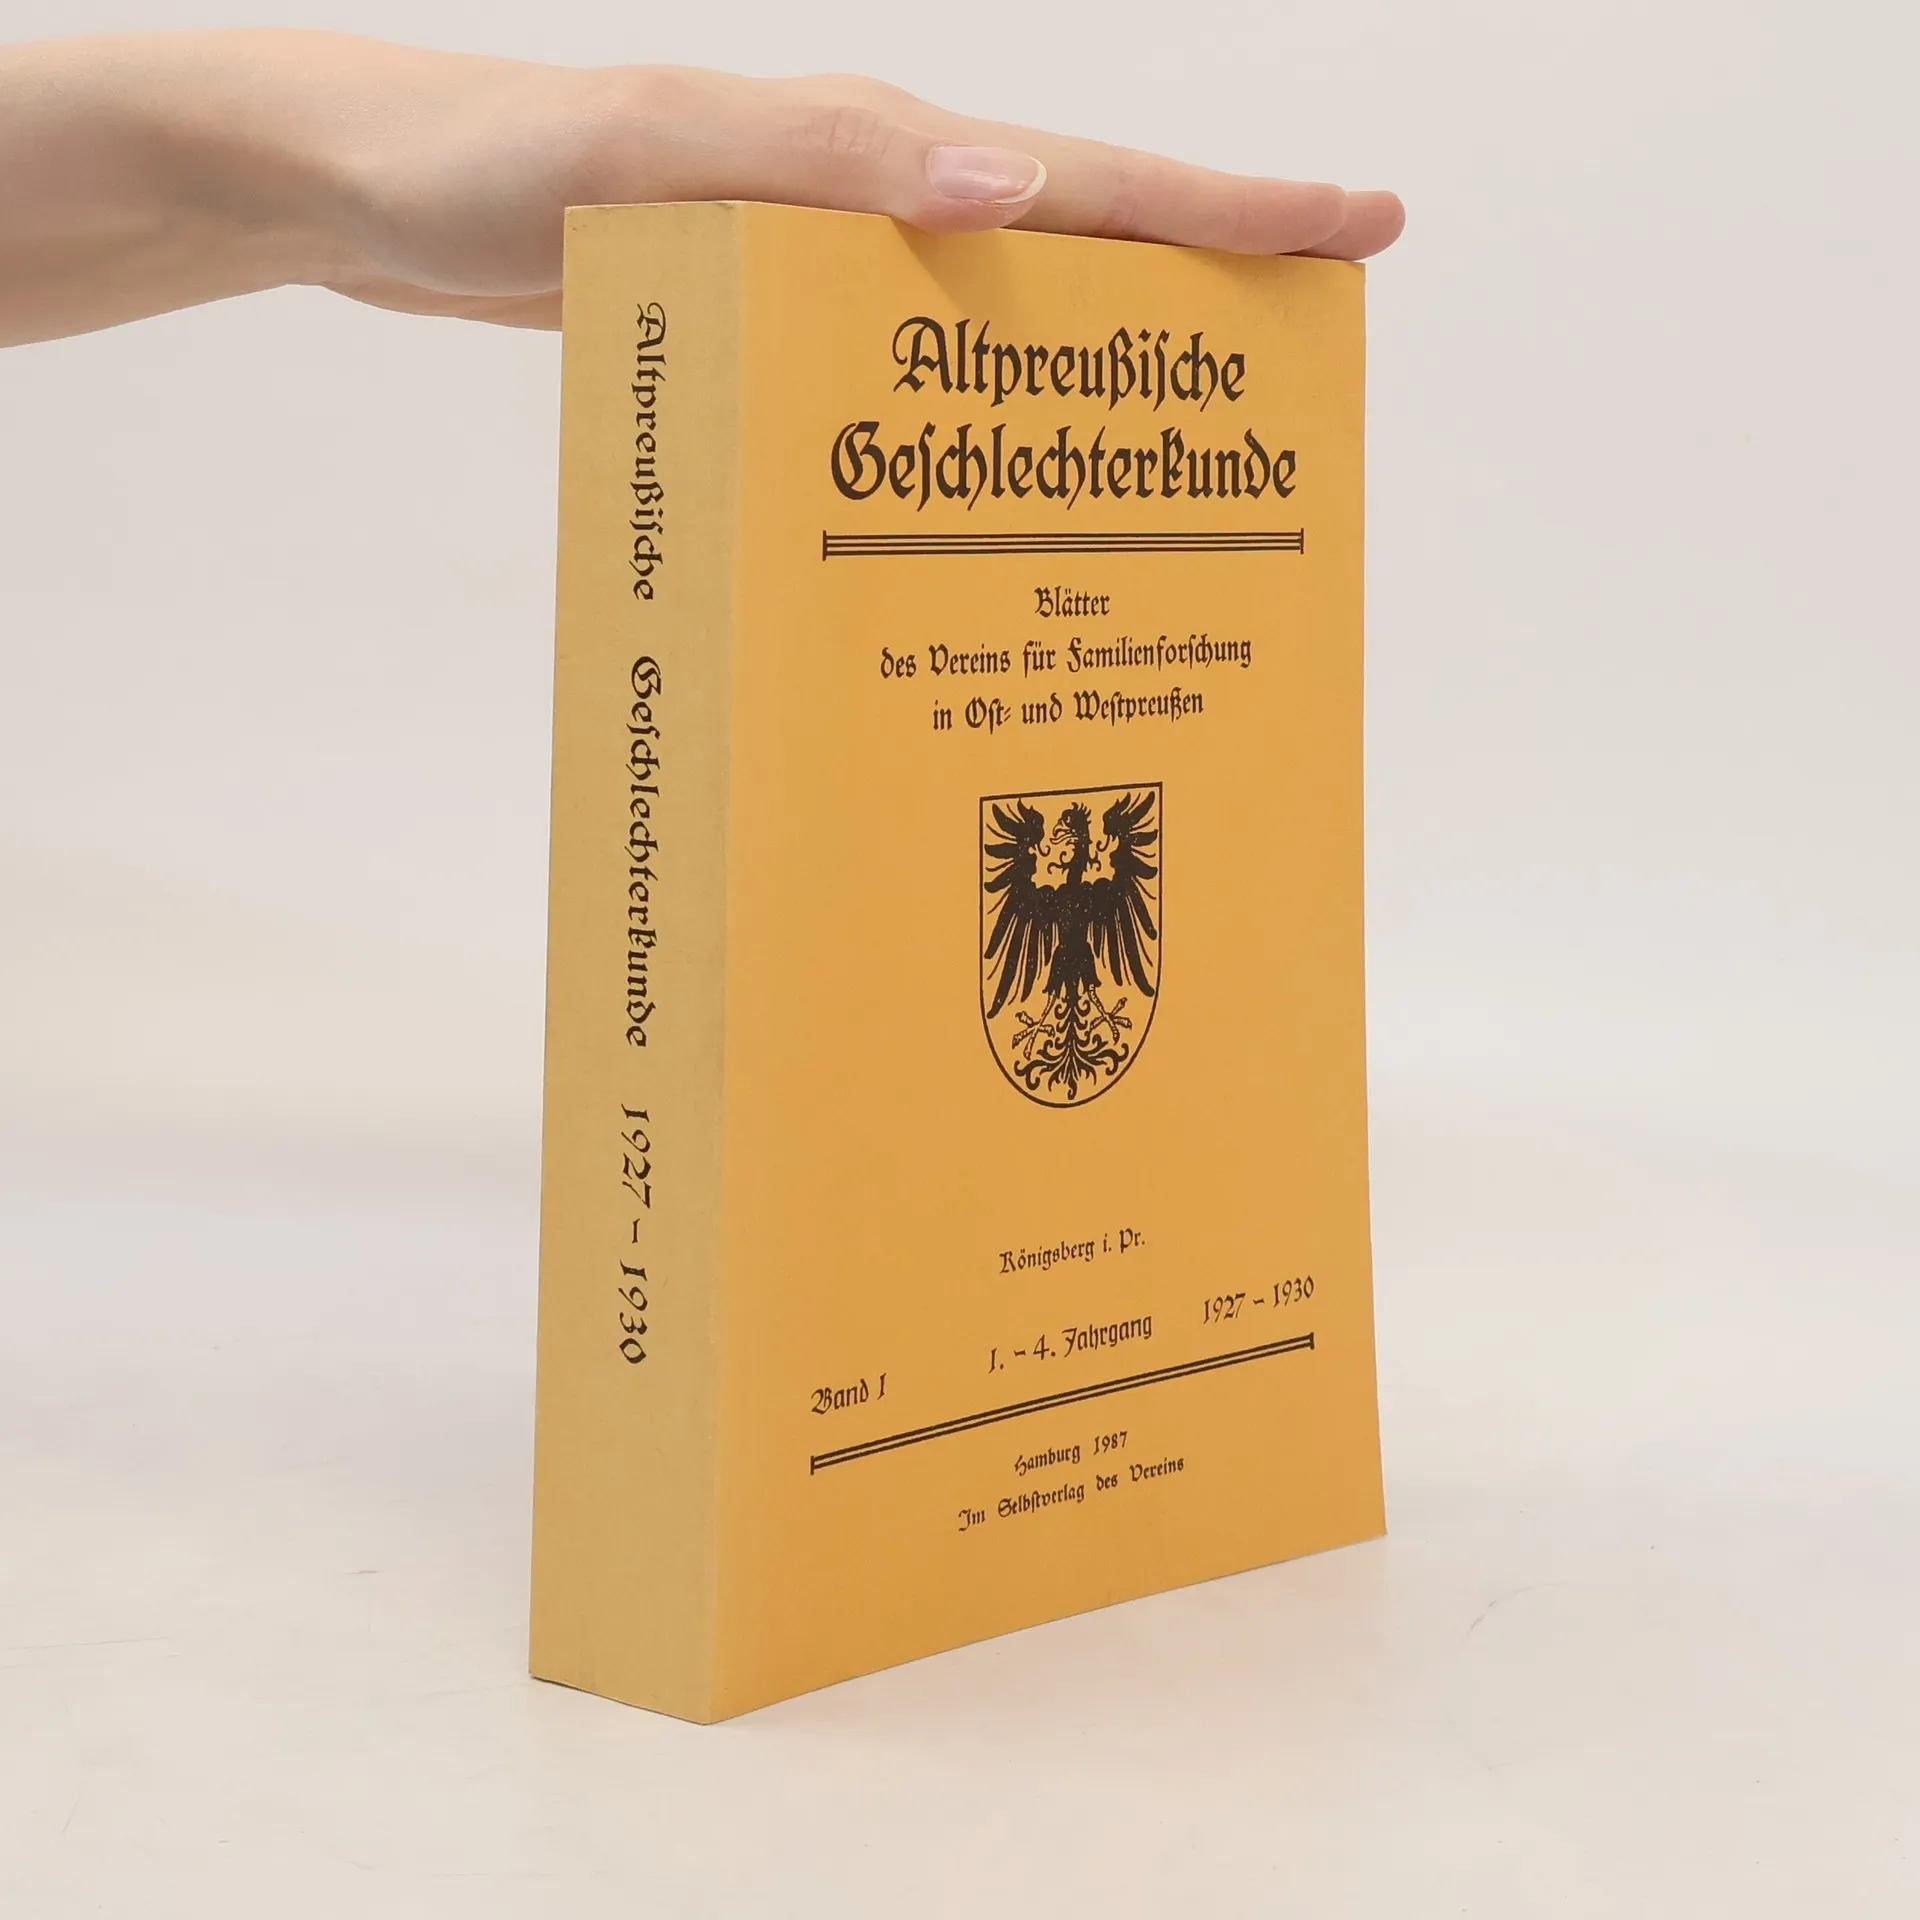 Altpreußiſche Geſchlechterkunde 1927 – 1930
Altpreußiſche
Geſchlechterkunde
Blätter
des Vereins für Familienforſchung
in Oſt- und Weſtpreußen
Königsberg i. Pr.
Band I 1. – 4. Jahrgang 1927 – 1930
Hamburg 1987
Im Selbſtverlag des Vereins